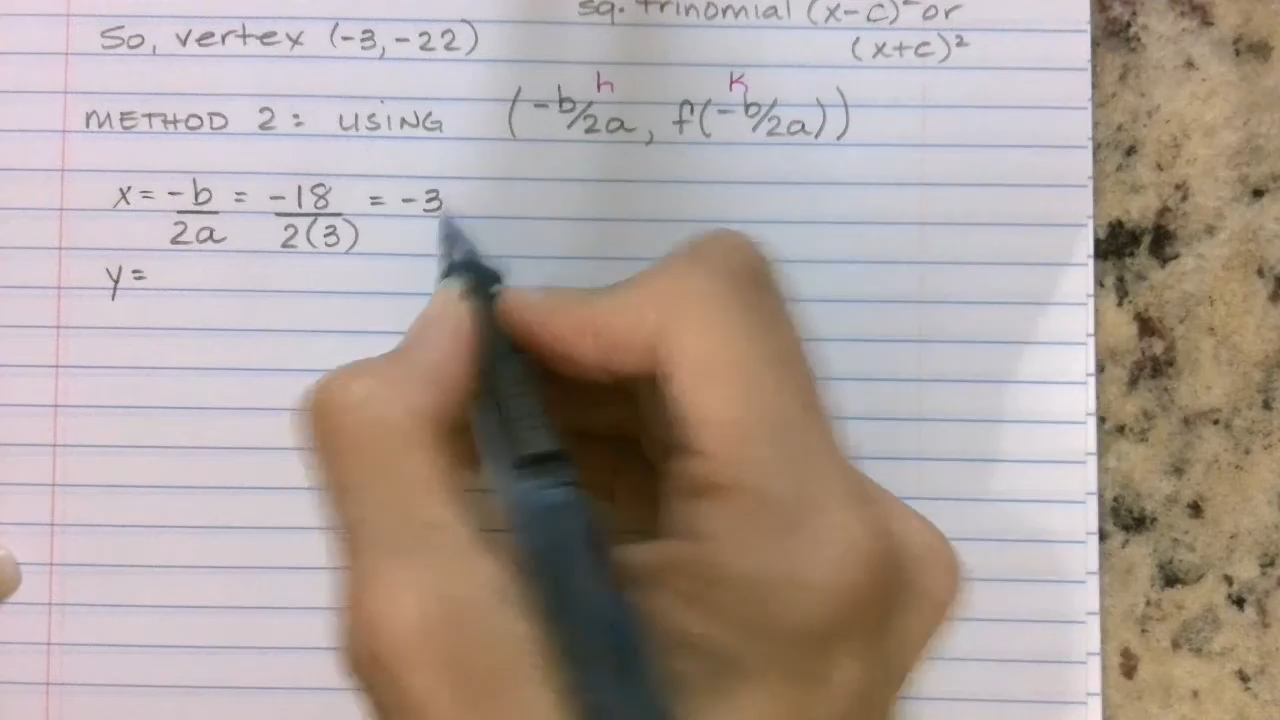 sq. trinomial (x-c)² or
So, vertex (-3,-22)
(x+c)²
h k
METHOD 2: USING (-b/2a, f(-b/2a))
x = -b/2a = -18/2(3) = -3
y =